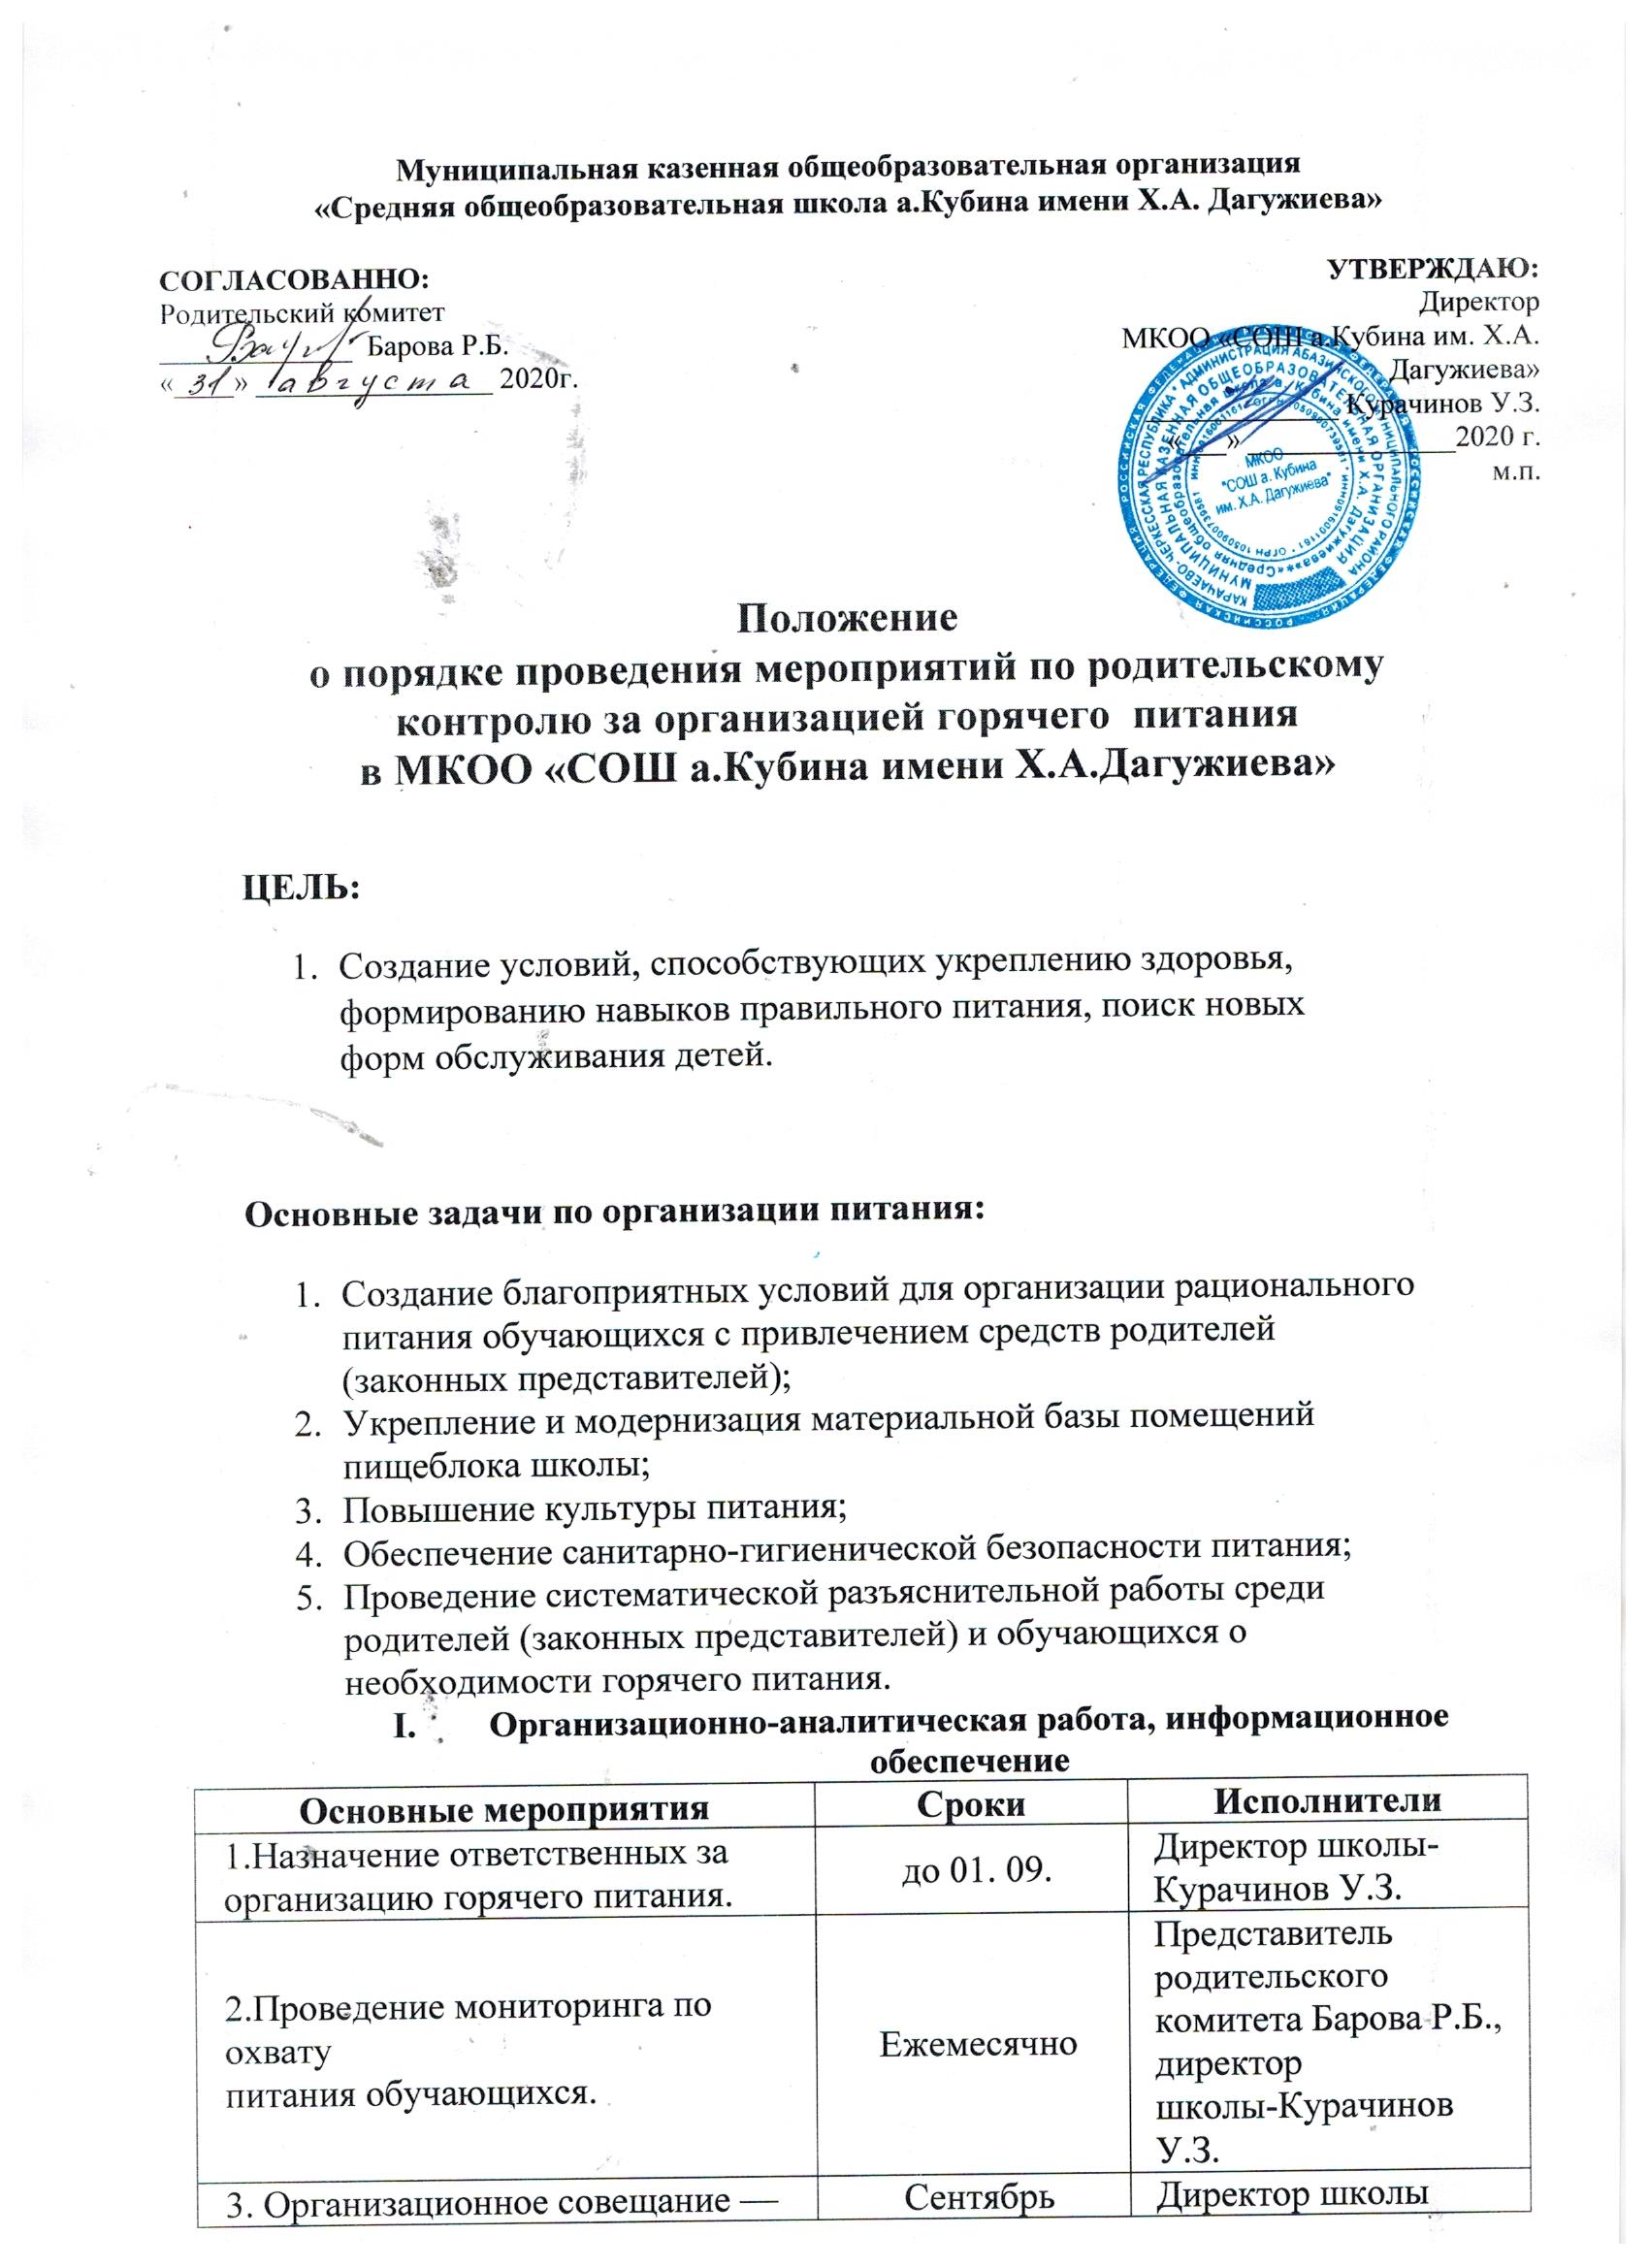 Муниципальная казенная общеобразовательная организация
«Средняя общеобразовательная школа а.Кубина имени Х.А. Дагужиева»
СОГЛАСОВАННО:
Родительский комитет
Барова Р.Б.
«31» августа 2020г.
УТВЕРЖДАЮ:
Директор
МКОО «СОШ а.Кубина им. Х.А.
Дагужиева»
Курачинов У.З.
«___» _______________2020 г.
м.п.
МКОО
"СОШ а. Кубина
им. Х.А. Дагужиева"
Положение
о порядке проведения мероприятий по родительскому
контролю за организацией горячего питания
в МКОО «СОШ а.Кубина имени Х.А.Дагужиева»
ЦЕЛЬ:
1. Создание условий, способствующих укреплению здоровья,
формированию навыков правильного питания, поиск новых
форм обслуживания детей.
Основные задачи по организации питания:
1. Создание благоприятных условий для организации рационального
питания обучающихся с привлечением средств родителей
(законных представителей);
2. Укрепление и модернизация материальной базы помещений
пищеблока школы;
3. Повышение культуры питания;
4. Обеспечение санитарно-гигиенической безопасности питания;
5. Проведение систематической разъяснительной работы среди
родителей (законных представителей) и обучающихся о
необходимости горячего питания.
I. Организационно-аналитическая работа, информационное
обеспечение
Основные мероприятия
Сроки
Исполнители
1.Назначение ответственных за
организацию горячего питания.
до 01. 09.
Директор школы-
Курачинов У.З.
2.Проведение мониторинга по
охвату
питания обучающихся.
Ежемесячно
Представитель
родительского
комитета Барова Р.Б.,
директор
школы-Курачинов
У.З.
3. Организационное совещание —
Сентябрь
Директор школы